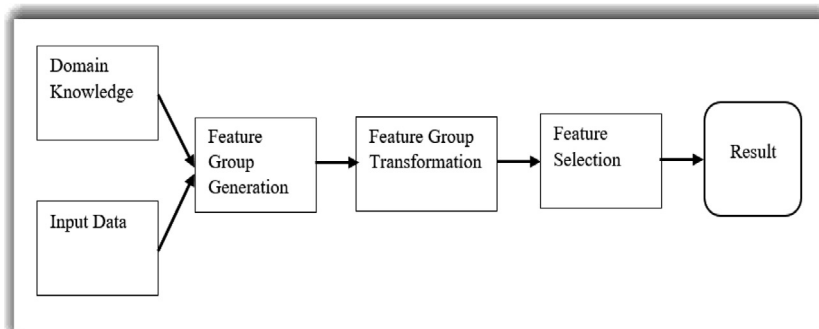 Domain
Knowledge
Input Data
Feature
Group
Generation
Feature Group
Transformation
Feature
Selection
Result